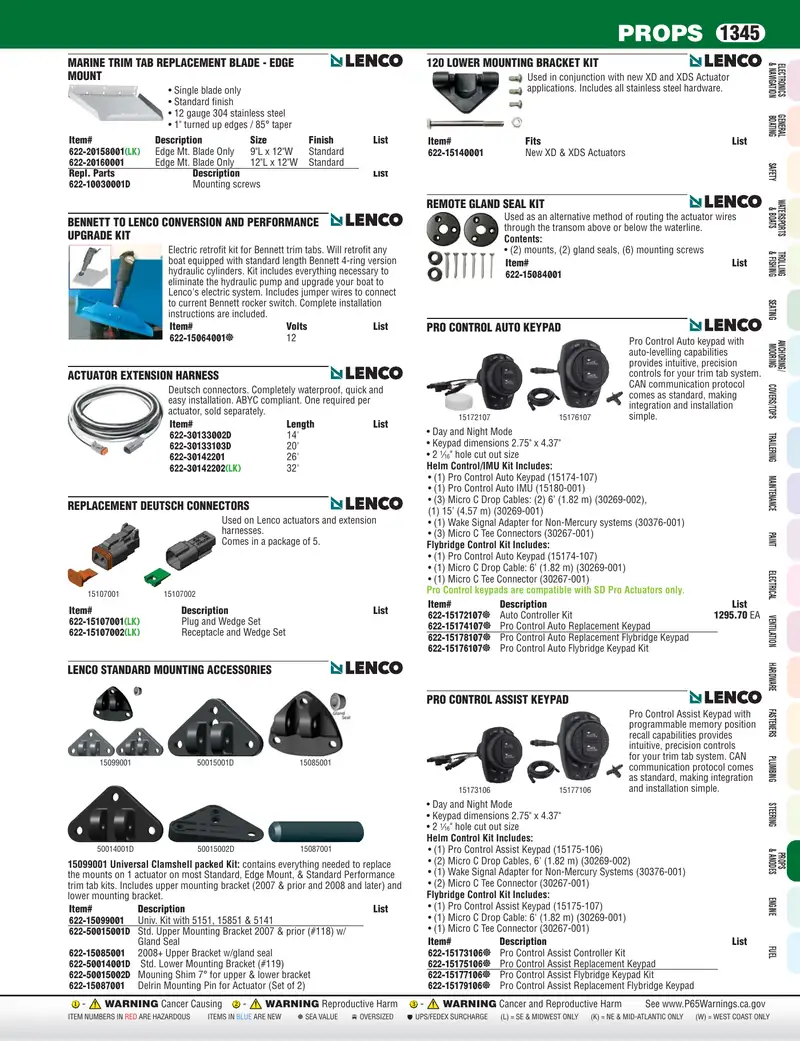 PROPS 1345
MARINE TRIM TAB REPLACEMENT BLADE - EDGE
MOUNT
LENCO
• Single blade only
• Standard finish
• 12 gauge 304 stainless steel
• 1" turned up edges / 85° taper
Item# Description Size Finish List
622-20158001(LK) Edge Mt. Blade Only 9"L x 12"W Standard
622-20160001 Edge Mt. Blade Only 12"L x 12"W Standard
Repl. Parts Description List
622-10030001D Mounting screws
BENNETT TO LENCO CONVERSION AND PERFORMANCE
UPGRADE KIT
LENCO
Electric retrofit kit for Bennett trim tabs. Will retrofit any
boat equipped with standard length Bennett 4-ring version
hydraulic cylinders. Kit includes everything necessary to
eliminate the hydraulic pump and upgrade your boat to
Lenco's electric system. Includes jumper wires to connect
to current Bennett rocker switch. Complete installation
instructions are included.
Item# Volts List
622-15064001 12
ACTUATOR EXTENSION HARNESS
LENCO
Deutsch connectors. Completely waterproof, quick and
easy installation. ABYC compliant. One required per
actuator, sold separately.
Item# Length List
622-30133002D 14'
622-30133103D 20'
622-30142201 26'
622-30142202(LK) 32'
REPLACEMENT DEUTSCH CONNECTORS
LENCO
Used on Lenco actuators and extension
harnesses.
Comes in a package of 5.
15107001 15107002
Item# Description List
622-15107001(LK) Plug and Wedge Set
622-15107002(LK) Receptacle and Wedge Set
LENCO STANDARD MOUNTING ACCESSORIES
LENCO
Gland
Seal
15099001 50015001D 15085001
50014001D 50015002D 15087001
15099001 Universal Clamshell packed Kit: contains everything needed to replace
the mounts on 1 actuator on most Standard, Edge Mount, & Standard Performance
trim tab kits. Includes upper mounting bracket (2007 & prior and 2008 and later) and
lower mounting bracket.
Item# Description List
622-15099001 Univ. Kit with 5151, 15851 & 5141
622-50015001D Std. Upper Mounting Bracket 2007 & prior (#118) w/
Gland Seal
622-15085001 2008+ Upper Bracket w/gland seal
622-50014001D Std. Lower Mounting Bracket (#119)
622-50015002D Mouning Shim 7° for upper & lower bracket
622-15087001 Delrin Mounting Pin for Actuator (Set of 2)
120 LOWER MOUNTING BRACKET KIT
LENCO
Used in conjunction with new XD and XDS Actuator
applications. Includes all stainless steel hardware.
Item# Fits List
622-15140001 New XD & XDS Actuators
REMOTE GLAND SEAL KIT
LENCO
Used as an alternative method of routing the actuator wires
through the transom above or below the waterline.
Contents:
• (2) mounts, (2) gland seals, (6) mounting screws
Item# List
622-15084001
PRO CONTROL AUTO KEYPAD
LENCO
Pro Control Auto keypad with
auto-levelling capabilities
provides intuitive, precision
controls for your trim tab system.
CAN communication protocol
comes as standard, making
integration and installation
simple.
15172107 15176107
• Day and Night Mode
• Keypad dimensions 2.75" x 4.37"
• 2 1⁄16" hole cut out size
Helm Control/IMU Kit Includes:
• (1) Pro Control Auto Keypad (15174-107)
• (1) Pro Control Auto IMU (15180-001)
• (3) Micro C Drop Cables: (2) 6' (1.82 m) (30269-002),
(1) 15' (4.57 m) (30269-001)
• (1) Wake Signal Adapter for Non-Mercury systems (30376-001)
• (3) Micro C Tee Connectors (30267-001)
Flybridge Control Kit Includes:
• (1) Pro Control Auto Keypad (15174-107)
• (1) Micro C Drop Cable: 6' (1.82 m) (30269-001)
• (1) Micro C Tee Connector (30267-001)
Pro Control keypads are compatible with SD Pro Actuators only.
Item# Description List
622-15172107 Auto Controller Kit 1295.70 EA
622-15174107 Pro Control Auto Replacement Keypad
622-15178107 Pro Control Auto Replacement Flybridge Keypad
622-15176107 Pro Control Auto Flybridge Keypad Kit
PRO CONTROL ASSIST KEYPAD
LENCO
Pro Control Assist Keypad with
programmable memory position
recall capabilities provides
intuitive, precision controls
for your trim tab system. CAN
communication protocol comes
as standard, making integration
and installation simple.
15173106 15177106
• Day and Night Mode
• Keypad dimensions 2.75" x 4.37"
• 2 1⁄16" hole cut out size
Helm Control Kit Includes:
• (1) Pro Control Assist Keypad (15175-106)
• (2) Micro C Drop Cables, 6' (1.82 m) (30269-002)
• (1) Wake Signal Adapter for Non-Mercury Systems (30376-001)
• (2) Micro C Tee Connector (30267-001)
Flybridge Control Kit Includes:
• (1) Pro Control Assist Keypad (15175-107)
• (1) Micro C Drop Cable: 6' (1.82 m) (30269-001)
• (1) Micro C Tee Connector (30267-001)
Item# Description List
622-15173106 Pro Control Assist Controller Kit
622-15175106 Pro Control Assist Replacement Keypad
622-15177106 Pro Control Assist Flybridge Keypad Kit
622-15179106 Pro Control Assist Replacement Flybridge Keypad
ELECTRONICS
& NAVIGATION
GENERAL
BOATING
SAFETY
WATERSPORTS
& BOATS
TROLLING
& FISHING
SEATING
ANCHORING/
MOORING
COVERS/TOPS
TRAILERING
MAINTENANCE
PAINT
ELECTRICAL
VENTILATION
HARDWARE
FASTENERS
PLUMBING
STEERING
PROPS
& ANODES
ENGINE
FUEL
1 - WARNING Cancer Causing 2 - WARNING Reproductive Harm 3 - WARNING Cancer and Reproductive Harm See www.P65Warnings.ca.gov
ITEM NUMBERS IN RED ARE HAZARDOUS ITEMS IN BLUE ARE NEW SEA VALUE OVERSIZED UPS/FEDEX SURCHARGE (L) = SE & MIDWEST ONLY (K) = NE & MID-ATLANTIC ONLY (W) = WEST COAST ONLY